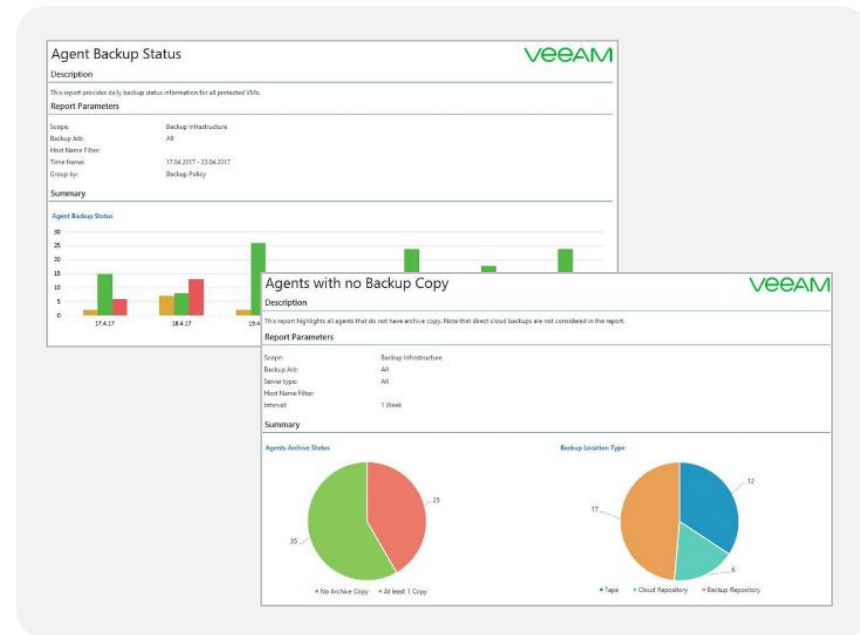 Agent Backup Status
veeAM
Description
This report provides daily backup status information for all protected VMs.
Report Parameters
Scope: Backup Infrastructure
Backup Job: All
Host Name Filter:
Time frame: 17.04.2017 - 23.04.2017
Group by: Backup Policy
Summary
Agent Backup Status
30
25
20
15
10
5
0
17.4.17 18.4.17 19.4
Agents with no Backup Copy
veeAM
Description
This report highlights all agents that do not have archive copy. Note that direct cloud backups are not considered in the report.
Report Parameters
Scope: Backup Infrastructure
Backup Job: All
Server type: All
Host Name Filter:
Interval: 1 Week
Summary
Agents Archive Status
25
35
No Archive Copy At least 1 Copy
Backup Location Type
12
17
6
Tape Cloud Repository Backup Repository